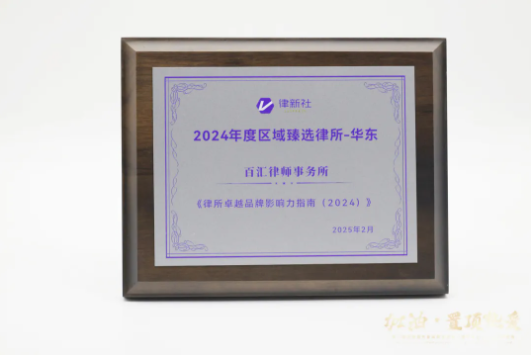 律新社
2024年度区域臻选律所-华东
百汇律师事务所
《律所卓越品牌影响力指南（2024）》
2025年2月